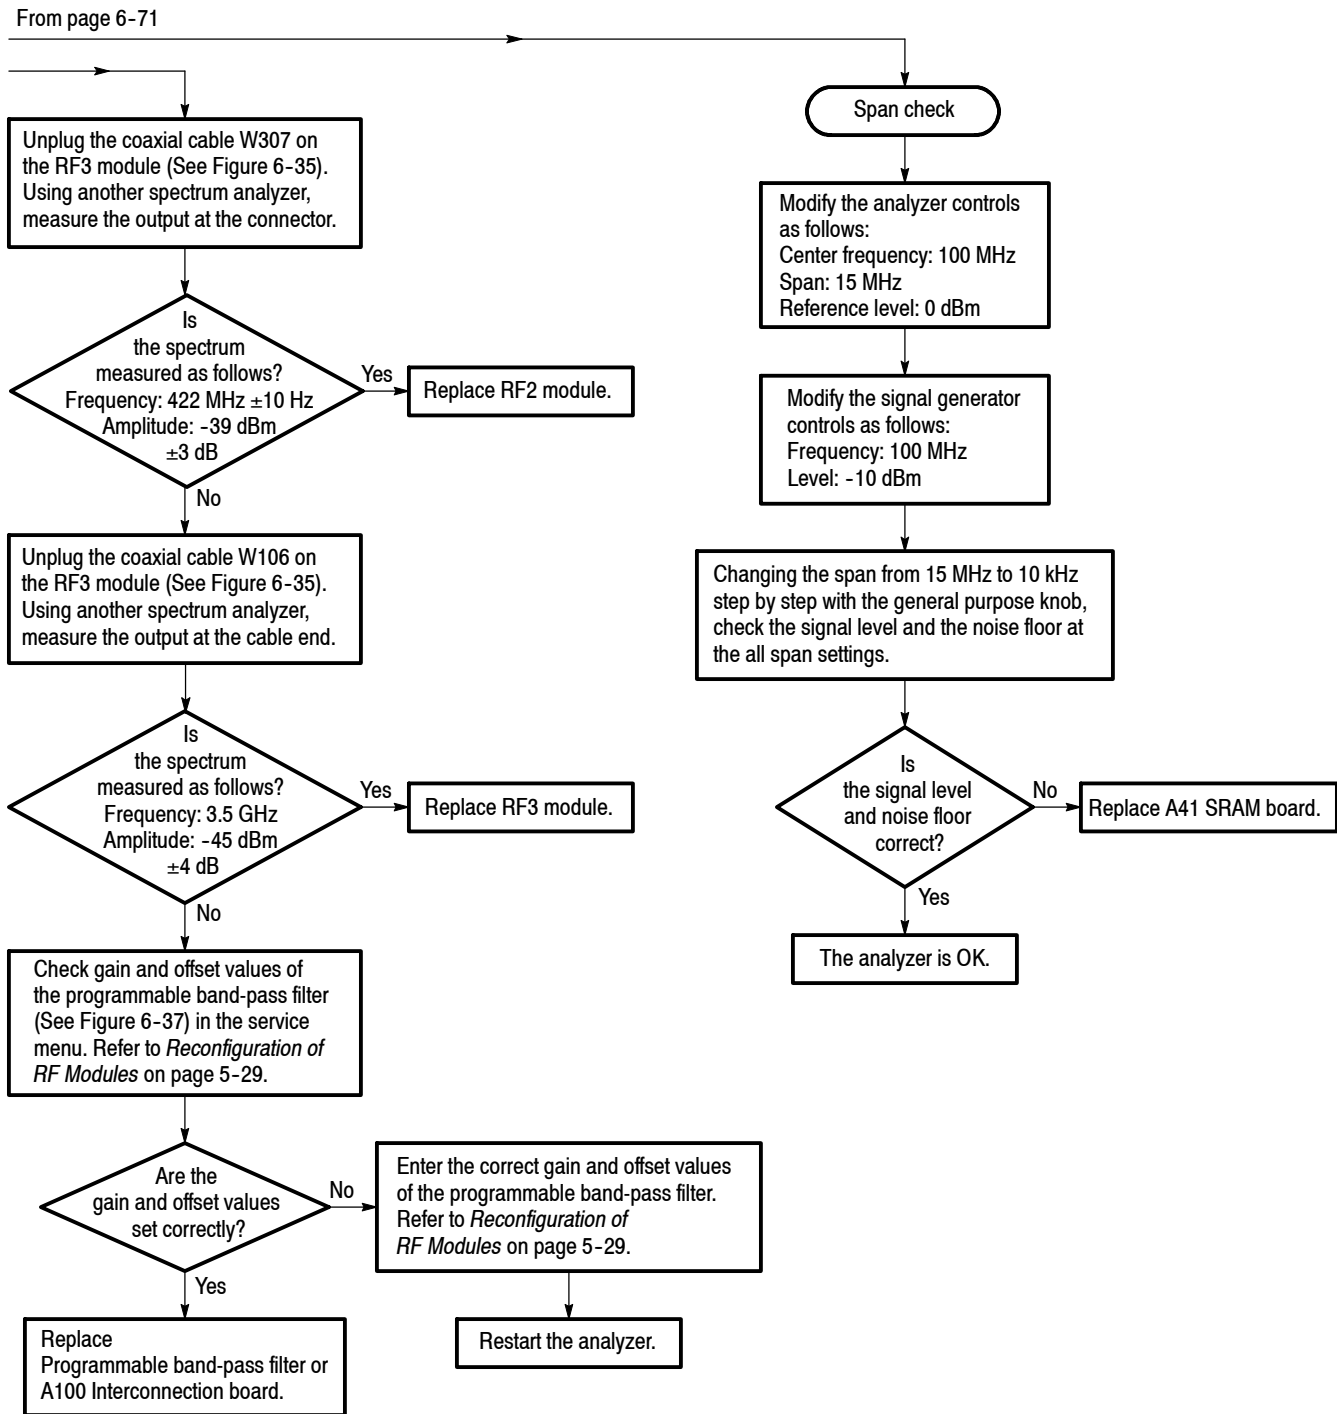 From page 6-71
Unplug the coaxial cable W307 on
the RF3 module (See Figure 6-35).
Using another spectrum analyzer,
measure the output at the connector.
Is
the spectrum
measured as follows?
Frequency: 422 MHz ±10 Hz
Amplitude: -39 dBm
±3 dB
Yes
Replace RF2 module.
No
Unplug the coaxial cable W106 on
the RF3 module (See Figure 6-35).
Using another spectrum analyzer,
measure the output at the cable end.
Is
the spectrum
measured as follows?
Frequency: 3.5 GHz
Amplitude: -45 dBm
±4 dB
Yes
Replace RF3 module.
No
Check gain and offset values of
the programmable band-pass filter
(See Figure 6-37) in the service
menu. Refer to Reconfiguration of
RF Modules on page 5-29.
Are the
gain and offset values
set correctly?
No
Enter the correct gain and offset values
of the programmable band-pass filter.
Refer to Reconfiguration of
RF Modules on page 5-29.
Restart the analyzer.
Yes
Replace
Programmable band-pass filter or
A100 Interconnection board.
Span check
Modify the analyzer controls
as follows:
Center frequency: 100 MHz
Span: 15 MHz
Reference level: 0 dBm
Modify the signal generator
controls as follows:
Frequency: 100 MHz
Level: -10 dBm
Changing the span from 15 MHz to 10 kHz
step by step with the general purpose knob,
check the signal level and the noise floor at
the all span settings.
Is
the signal level
and noise floor
correct?
No
Replace A41 SRAM board.
Yes
The analyzer is OK.